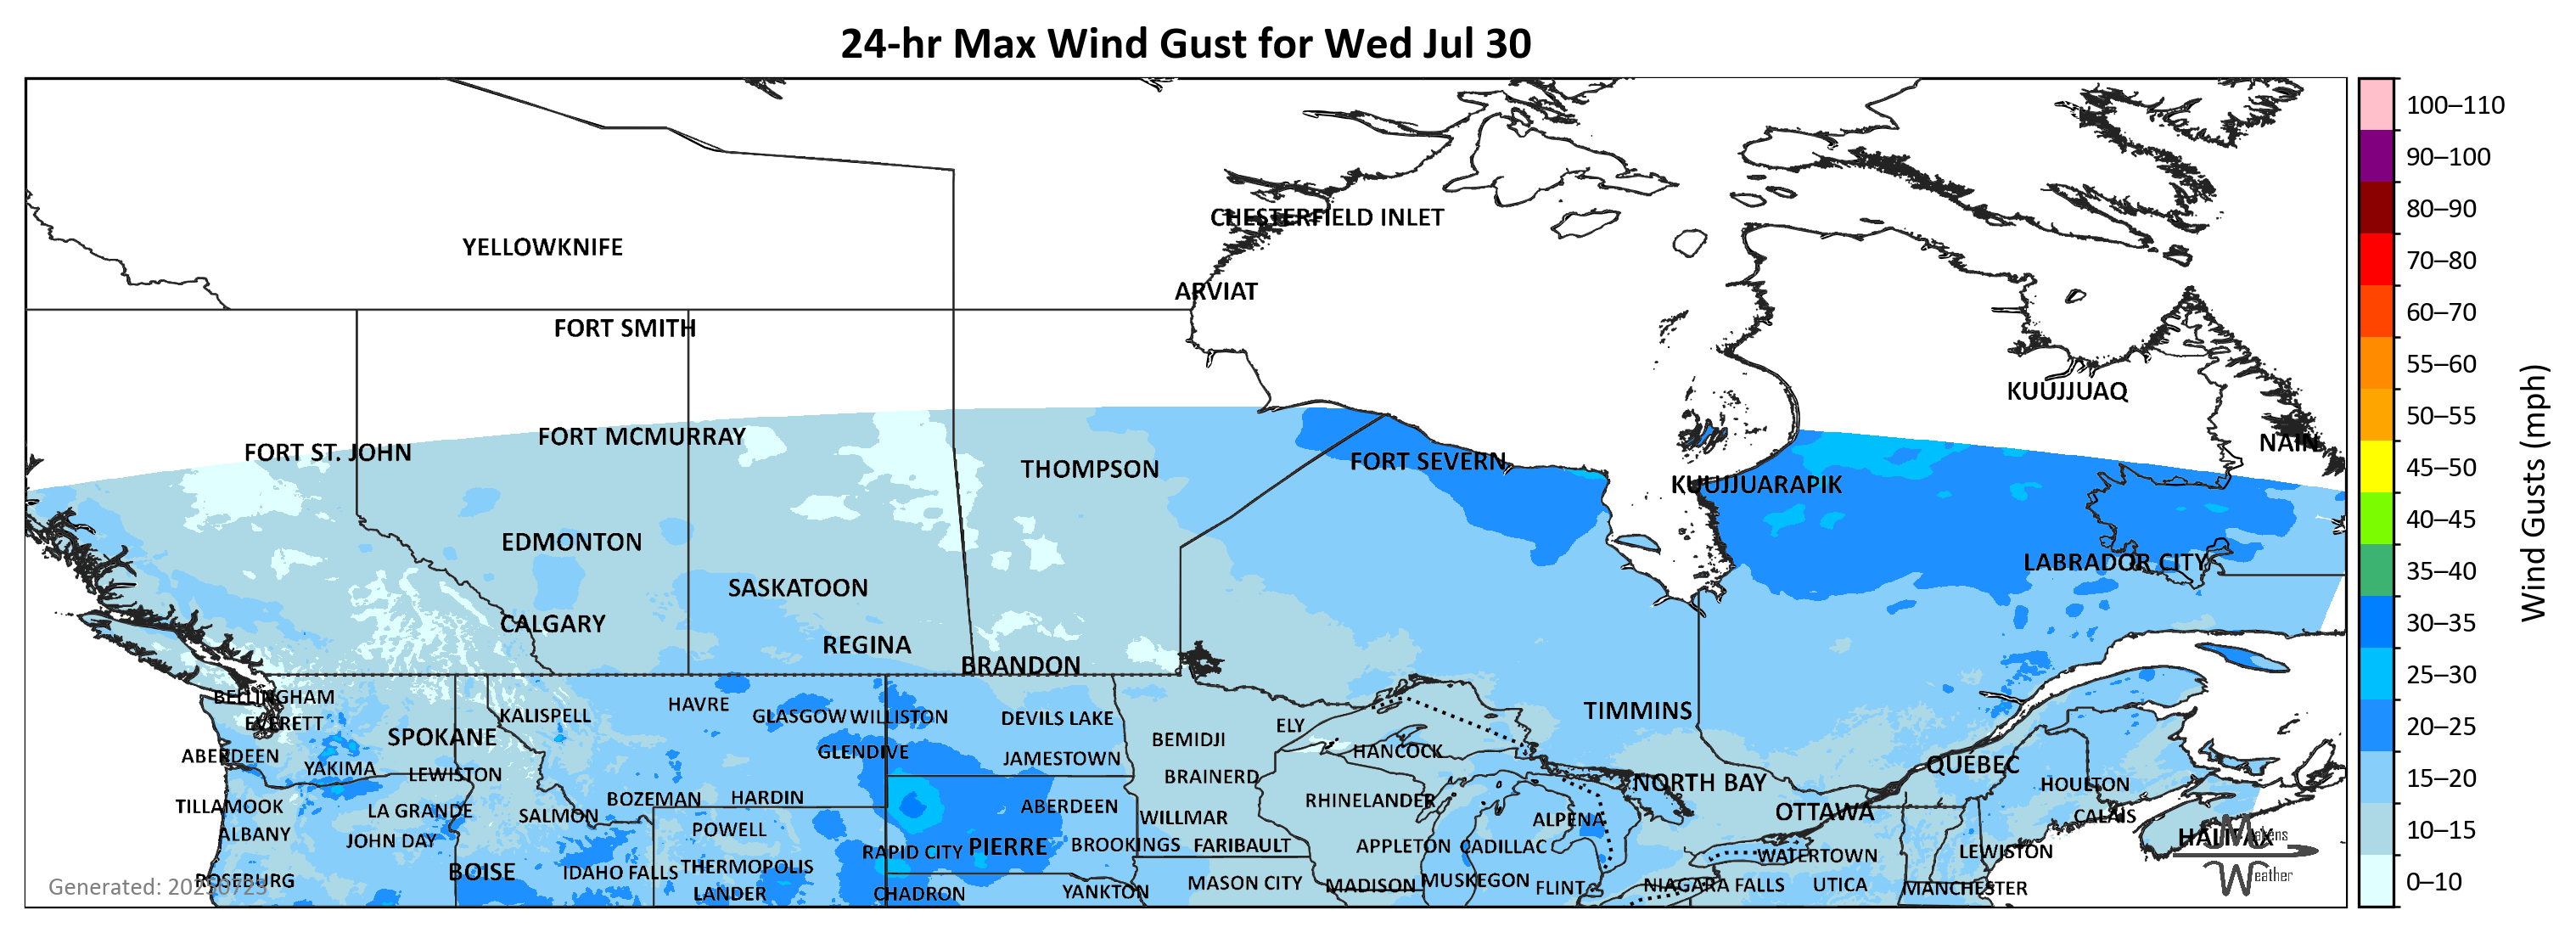 24-hr Max Wind Gust for Wed Jul 30
100–110
90–100
CHESTERFIELD INLET
80–90
YELLOWKNIFE
70–80
ARVIAT
60–70
FORT SMITH
55–60
KUUJJUAQ
50–55
FORT MCMURRAY
NAIN
FORT ST. JOHN
THOMPSON
FORT SEVERN
45–50
KUUJJUARAPIK
40–45
EDMONTON
LABRADOR CITY
35–40
SASKATOON
CALGARY
30–35
REGINA
BRANDON
25–30
BELLINGHAM
HAVRE
KALISPELL
GLASGOW WILLISTON
DEVILS LAKE
TIMMINS
EVERETT
ELY
20–25
SPOKANE
BEMIDJI
ABERDEEN
GLENDIVE
JAMESTOWN
HANCOCK
QUÉBEC
YAKIMA
LEWISTON
BRAINERD
NORTH BAY
HOULTON
15–20
TILLAMOOK
LA GRANDE
SALMON
BOZEMAN
HARDIN
ABERDEEN
RHINELANDER
OTTAWA
CALAIS
WILLMAR
ALPENA
ALBANY
JOHN DAY
POWELL
HALIFAX
10–15
RAPID CITY
PIERRE
BROOKINGS
FARIBAULT
APPLETON
CADILLAC
WATERTOWN
LEWISTON
Makens
Weather
BOISE
IDAHO FALLS
THERMOPOLIS
ROSEBURG
Generated: 20250723
LANDER
CHADRON
YANKTON
MASON CITY
MADISON
MUSKEGON
FLINT
NIAGARA FALLS
UTICA
MANCHESTER
0–10
Wind Gusts (mph)